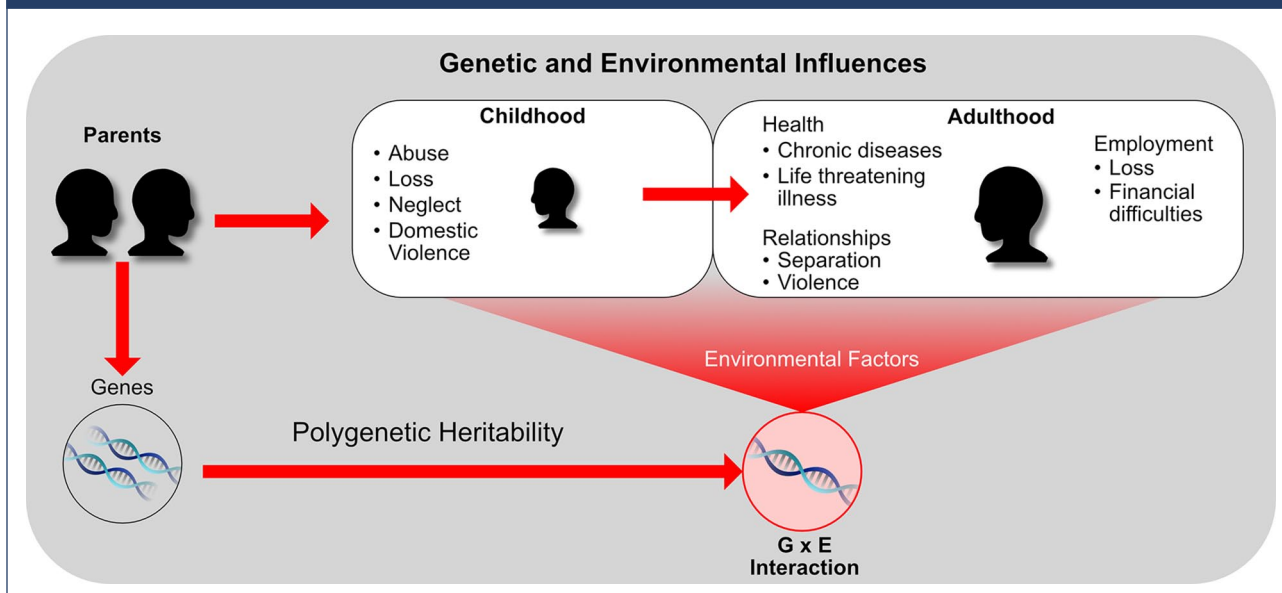 Genetic and Environmental Influences
Parents
Childhood
• Abuse
• Loss
• Neglect
• Domestic
Violence
Adulthood
Health
• Chronic diseases
• Life threatening
illness
Relationships
• Separation
• Violence
Employment
• Loss
• Financial
difficulties
Environmental Factors
Genes
Polygenetic Heritability
G x E
Interaction